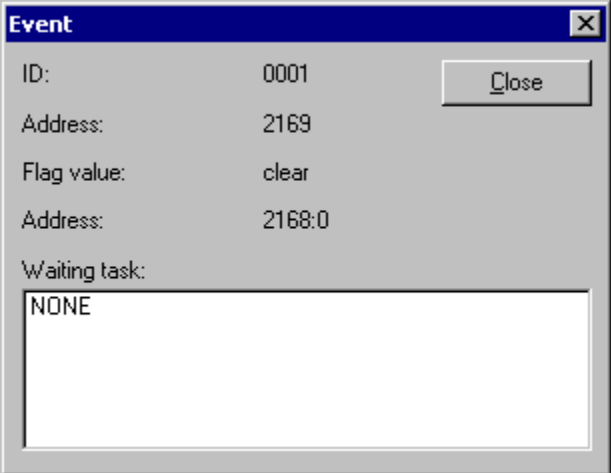 Event
ID: 0001
Close
Address: 2169
Flag value: clear
Address: 2168:0
Waiting task:
NONE